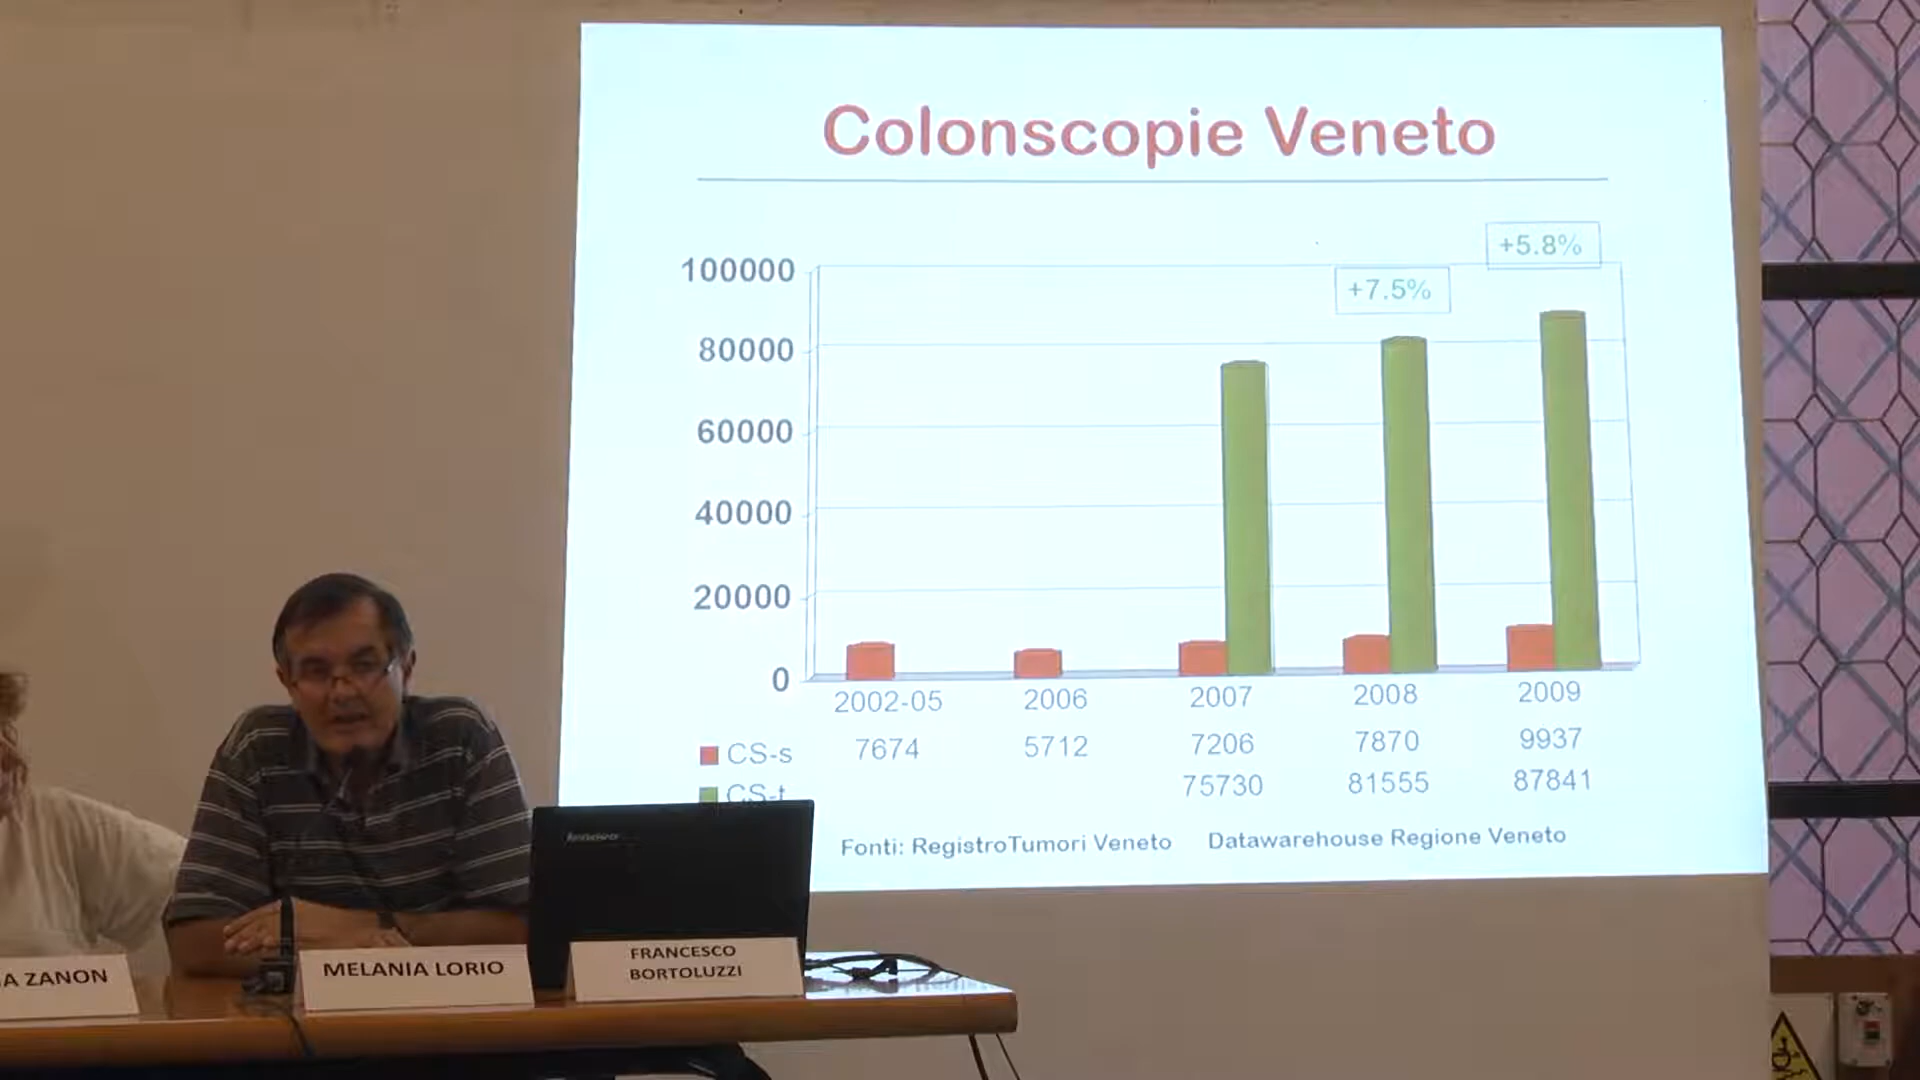 Colonscopie Veneto
+5.8%
+7.5%
100000
80000
60000
40000
20000
0
2002-05 2006 2007 2008 2009
CS-s 7674 5712 7206 7870 9937
CS-t 75730 81555 87841
Fonti: RegistroTumori Veneto Datawarehouse Regione Veneto
lenovo
A ZANON
MELANIA LORIO
FRANCESCO
BORTOLUZZI